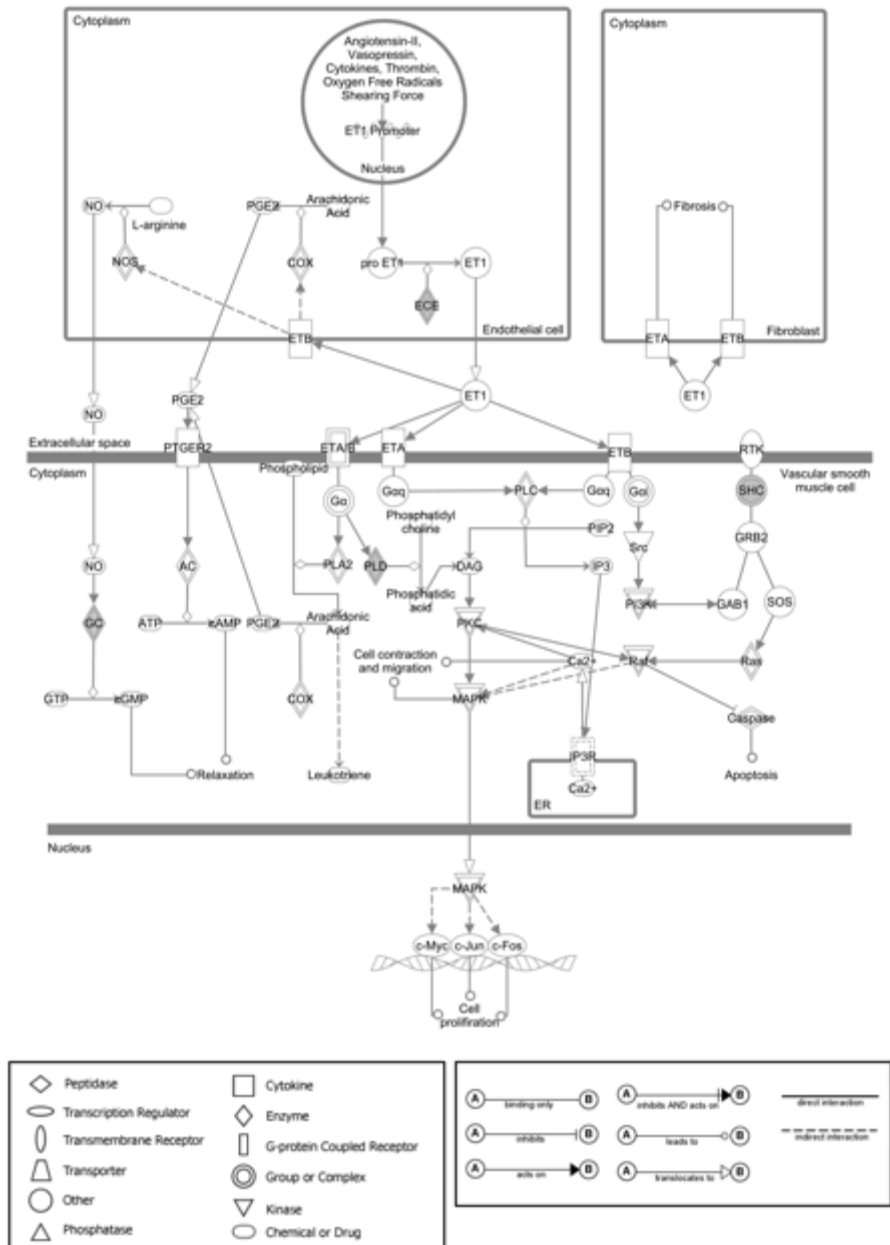 Cytoplasm
Angiotensin-II,
Vasopressin,
Cytokines, Thrombin,
Oxygen Free Radicals
Shearing Force
ET1 Promoter
Nucleus
NO
L-arginine
NOS
PGE2
Arachidonic
Acid
COX
pro ET1
ET1
ECE
ETB
Endothelial cell
Cytoplasm
Fibrosis
ETA
ETB
Fibroblast
ET1
NO
PGE2
ET1
Extracellular space
PTGER2
ETA/B
ETA
ETB
RTK
Cytoplasm
Vascular smooth
muscle cell
Phospholipid
Gα
Gαq
PLC
Gαq
Gαi
SHC
Phosphatidyl
choline
PIP2
Src
GRB2
NO
AC
PLA2
PLD
DAG
IP3
Phosphatidic
acid
PI3K
GAB1
SOS
GC
ATP
cAMP
PGE2
Arachidonic
Acid
PKC
Cell contraction
and migration
Ca2+
Raf
Ras
GTP
cGMP
COX
MAPK
Caspase
Relaxation
Leukotriene
IP3R
Ca2+
ER
Apoptosis
Nucleus
MAPK
c-Myc
c-Jun
c-Fos
Cell
prolifiration
Peptidase
Transcription Regulator
Transmembrane Receptor
Transporter
Other
Phosphatase
Cytokine
Enzyme
G-protein Coupled Receptor
Group or Complex
Kinase
Chemical or Drug
A binding only B
A inhibits B
A acts on B
A inhibits AND acts on B
A leads to B
A translocates to B
direct interaction
indirect interaction